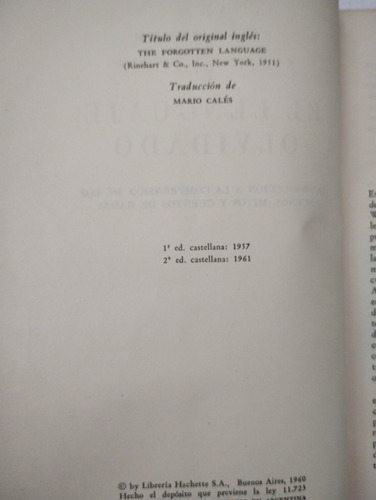 Título del original inglés:
THE FORGOTTEN LANGUAGE
(Rinehart & Co., Inc., New York, 1951)
Traducción de
MARIO CALÉS
1ª ed. castellana: 1957
2ª ed. castellana: 1961
© by Librería Hachette S.A., Buenos Aires, 1960
Hecho el depósito que previene la ley 11.723